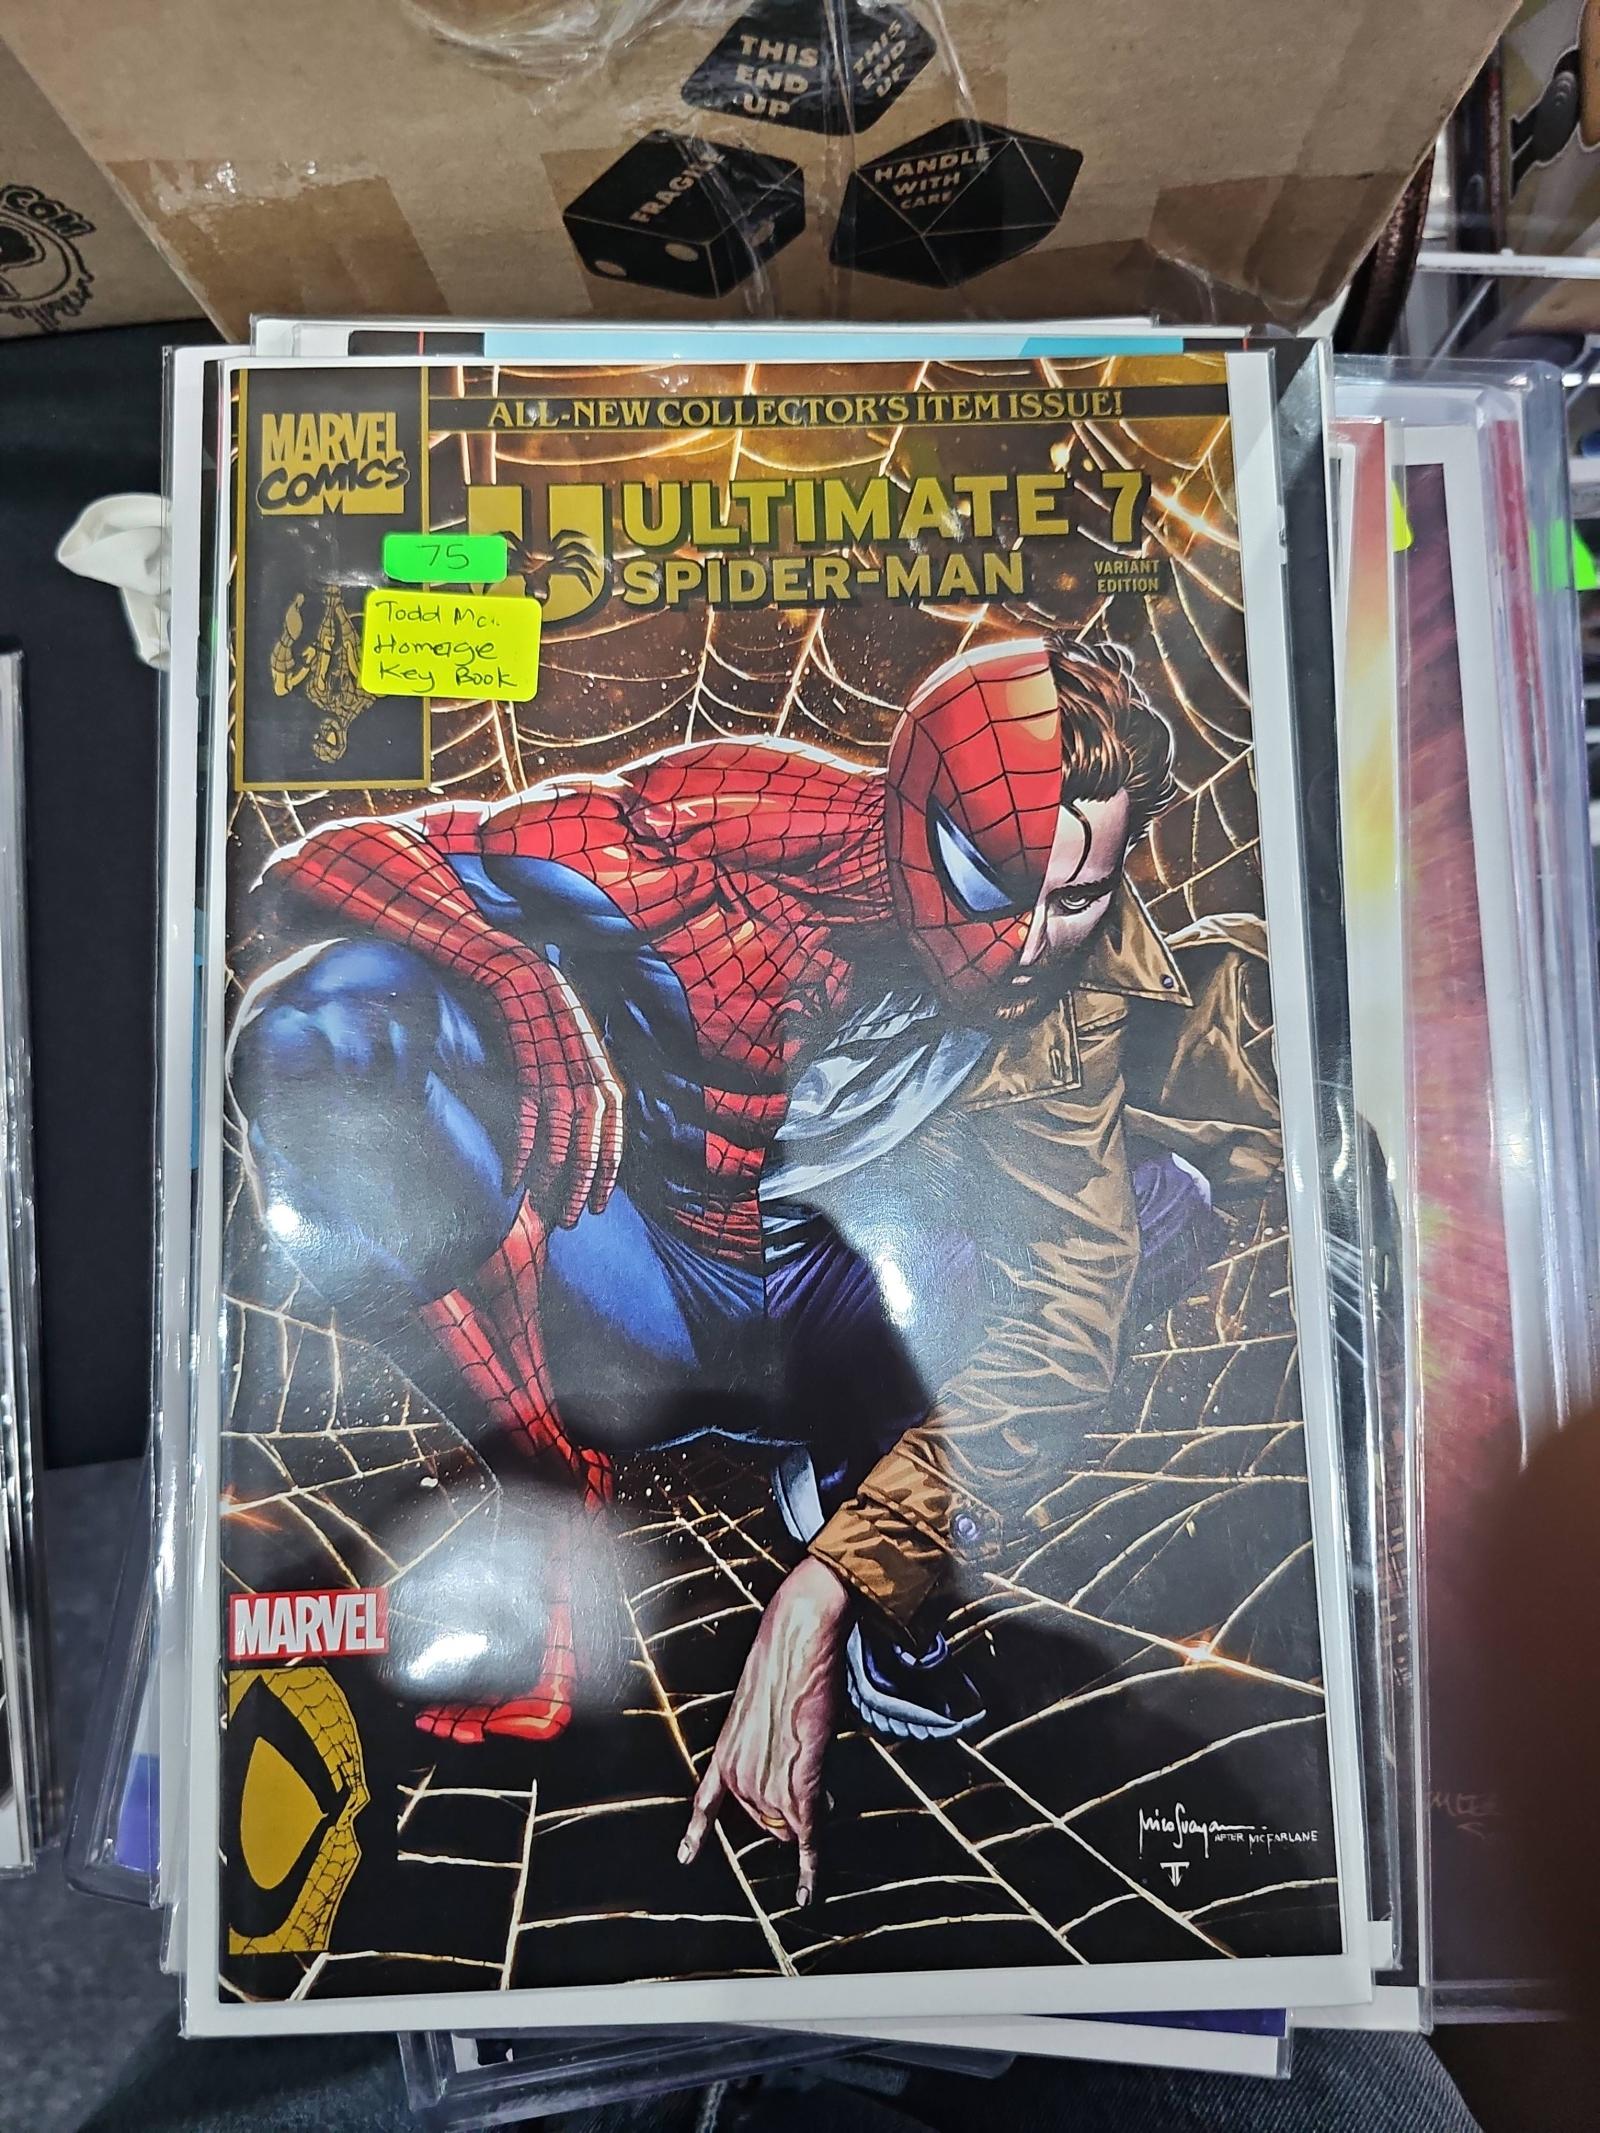 THIS
END
UP
THIS
END
UP
FRAGILE
HANDLE
WITH
CARE
.COM
ALL-NEW COLLECTOR'S ITEM ISSUE!
MARVEL
COMICS
ULTIMATE 7
SPIDER-MAN
VARIANT
EDITION
75
Todd Mc..
Homage
Key Book
MARVEL
AFTER MCFARLANE